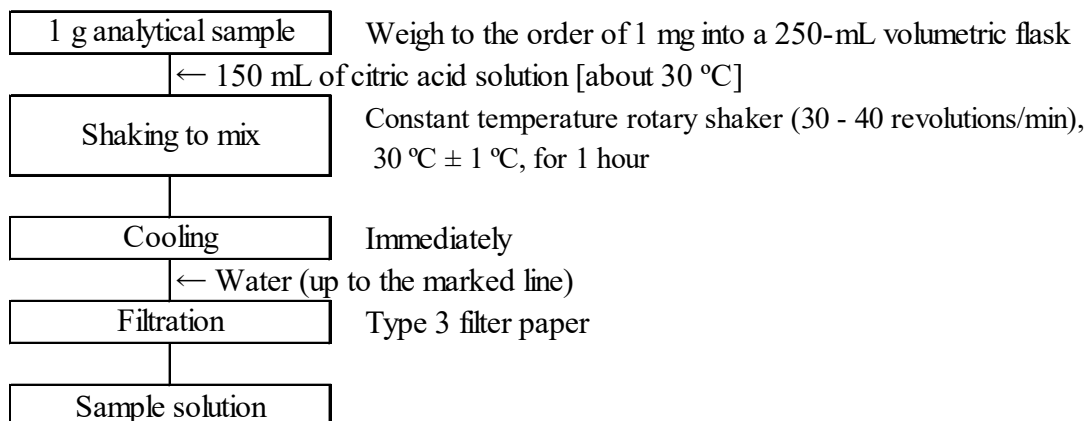 1 g analytical sample Weigh to the order of 1 mg into a 250-mL volumetric flask
← 150 mL of citric acid solution [about 30 ºC]
Shaking to mix Constant temperature rotary shaker (30 - 40 revolutions/min),
30 ºC ± 1 ºC, for 1 hour
Cooling Immediately
← Water (up to the marked line)
Filtration Type 3 filter paper
Sample solution